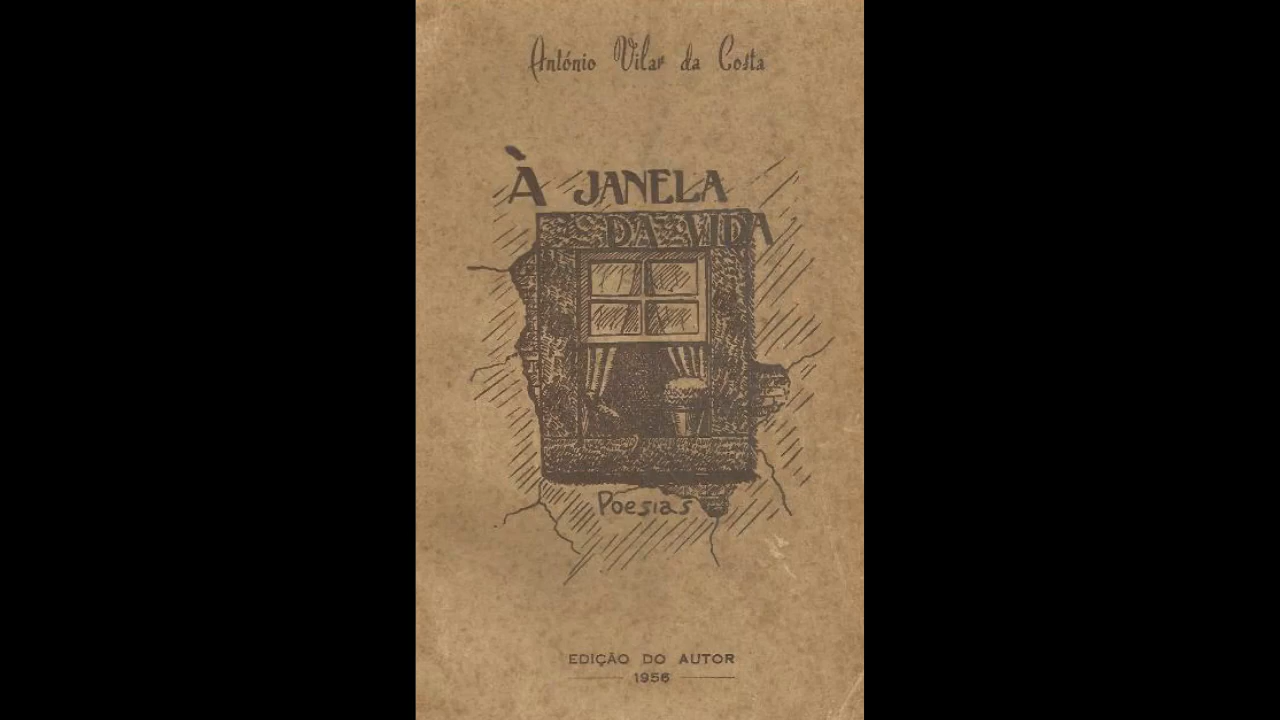 António Vilar da Costa
À JANELA
DA VIDA
Poesias
EDIÇÃO DO AUTOR
1956